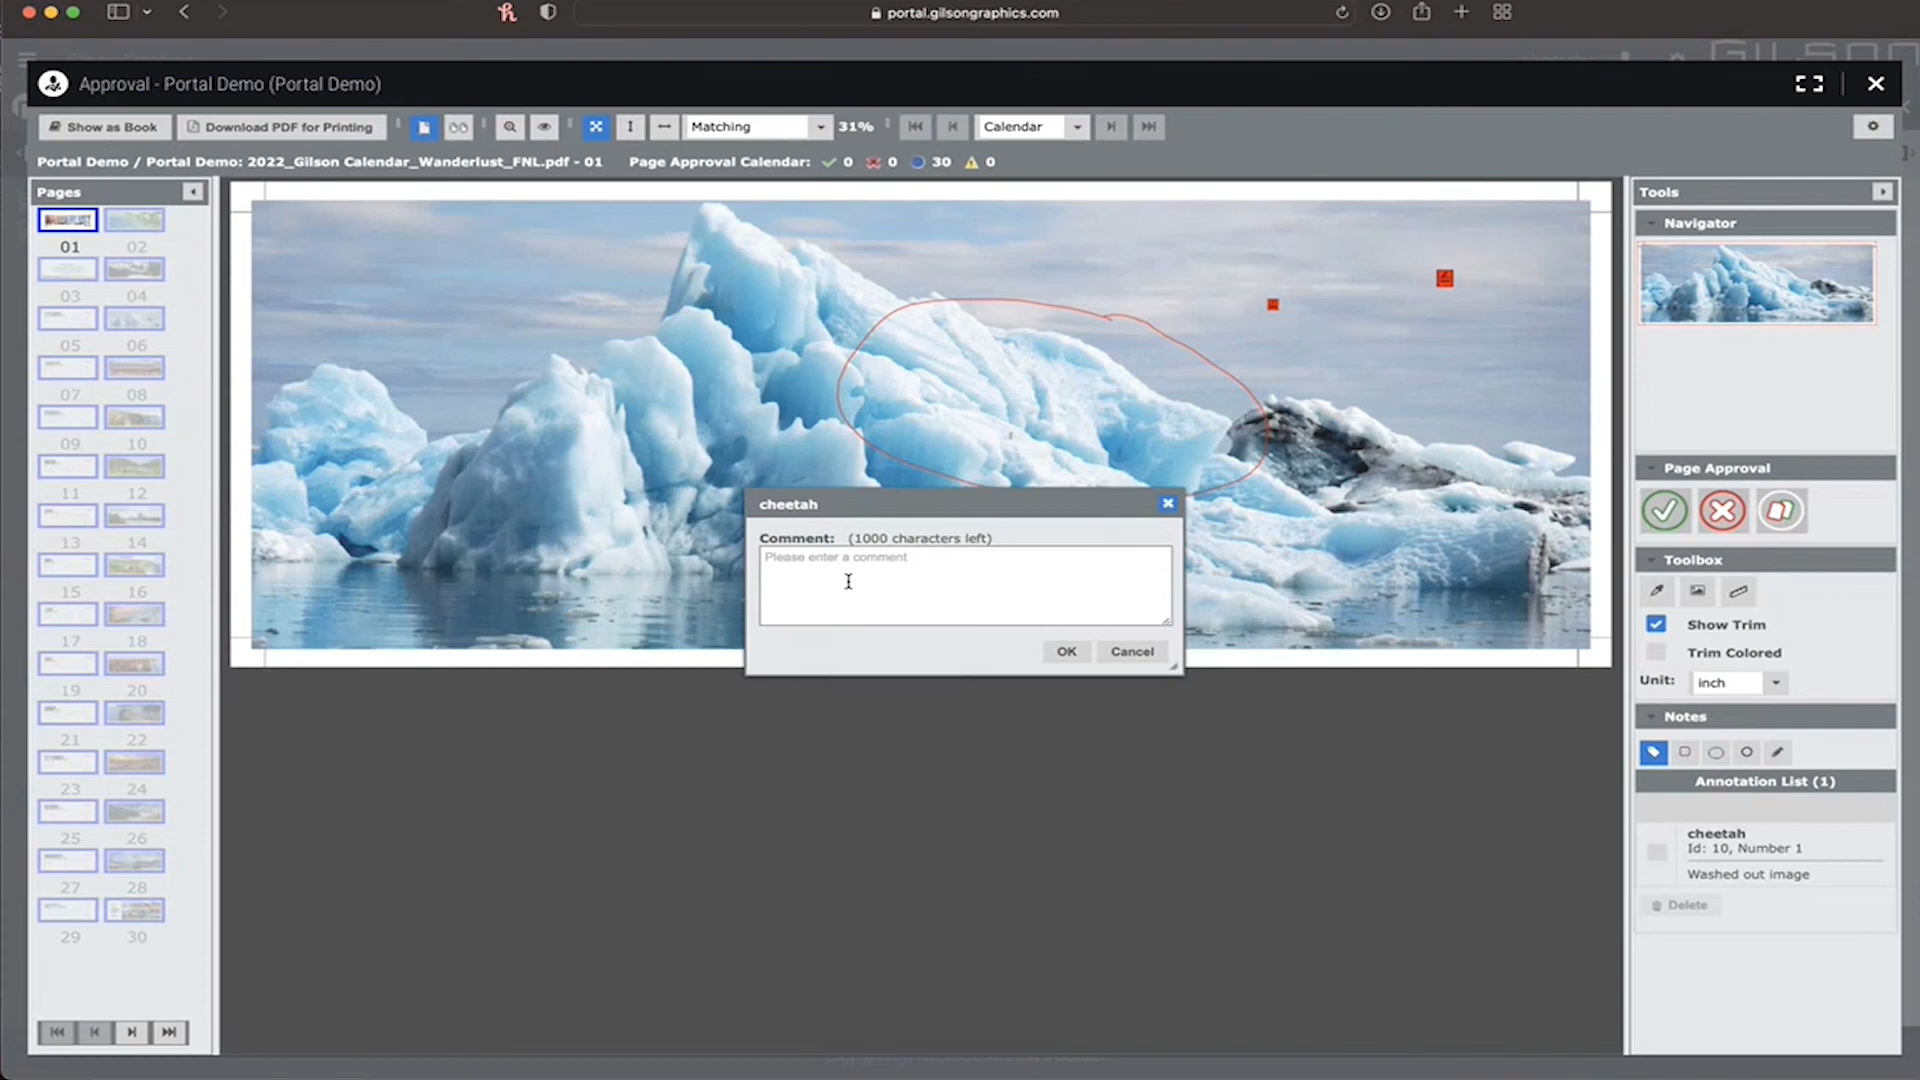 portal.gilsongraphics.com
GILSON
Approval - Portal Demo (Portal Demo)
Show as Book
Download PDF for Printing
Matching
31%
Calendar
Portal Demo / Portal Demo: 2022_Gilson Calendar_Wanderlust_FNL.pdf - 01
Page Approval Calendar:
0
0
30
0
Pages
WANDERLUST
01 02
03 04
05 06
07 08
09 10
11 12
13 14
15 16
17 18
19 20
21 22
23 24
25 26
27 28
29 30
cheetah
Comment: (1000 characters left)
Please enter a comment
OK
Cancel
Tools
Navigator
Page Approval
Toolbox
Show Trim
Trim Colored
Unit: inch
Notes
Annotation List (1)
cheetah
Id: 10, Number 1
Washed out image
Delete